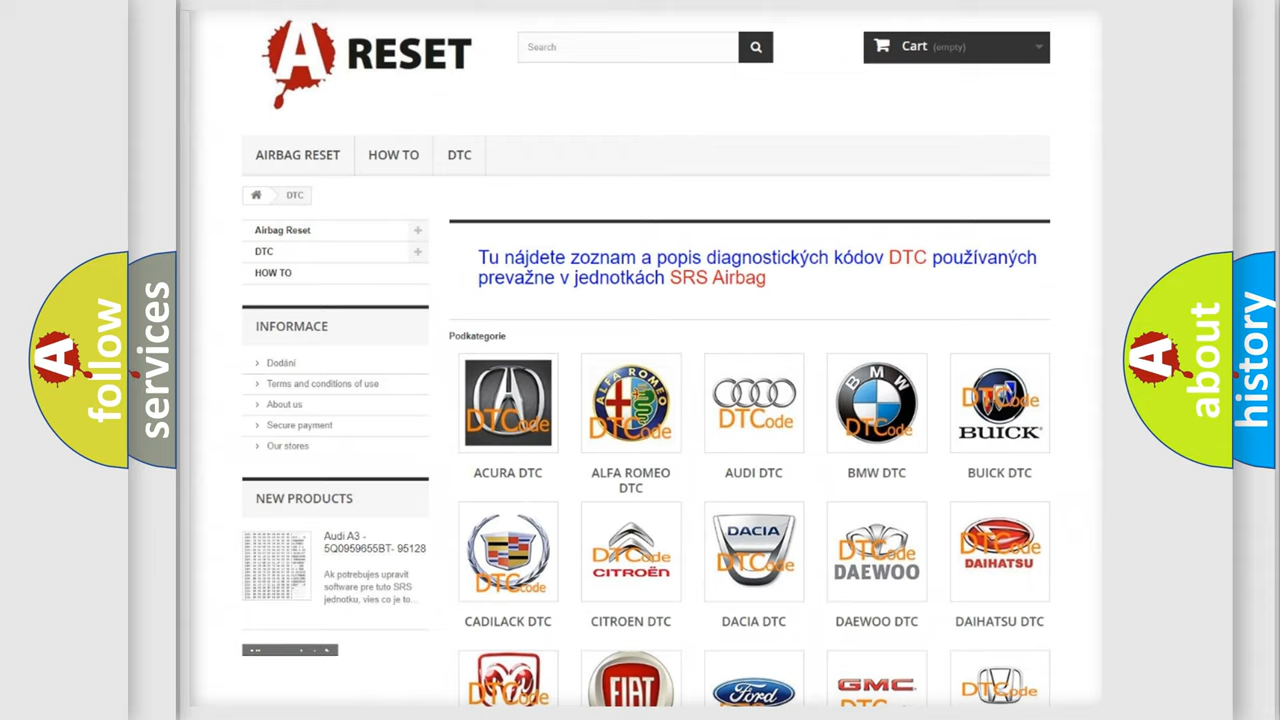 A RESET
Search
Cart (empty)
AIRBAG RESET
HOW TO
DTC
DTC
Airbag Reset
DTC
HOW TO
Tu nájdete zoznam a popis diagnostických kódov DTC používaných
prevažne v jednotkách SRS Airbag
INFORMACE
Dodání
Terms and conditions of use
About us
Secure payment
Our stores
NEW PRODUCTS
Audi A3 -
5Q0959655BT- 95128
Ak potrebujes upravit
software pre tuto SRS
jednotku, vies co je to...
Podkategorie
DTCode
ALFA ROMEO
DTCode
DTCode
BMW
DTCode
DTCode
BUICK
ACURA DTC
ALFA ROMEO
DTC
AUDI DTC
BMW DTC
BUICK DTC
DTCode
DTCode
CITROËN
DACIA
DTCode
DTCode
DAEWOO
DTCode
DAIHATSU
CADILACK DTC
CITROEN DTC
DACIA DTC
DAEWOO DTC
DAIHATSU DTC
DTCode
FIAT
Ford
GMC
DTCode
A follow
services
A about
history